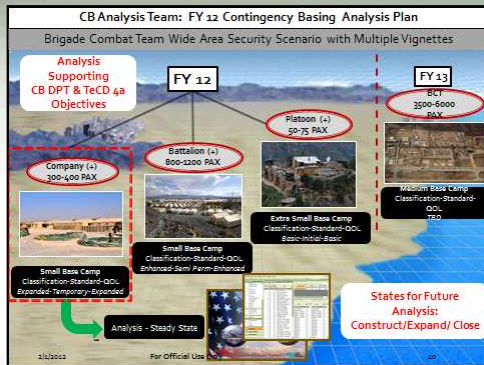 CB Analysis Team: FY 12 Contingency Basing Analysis Plan
Brigade Combat Team Wide Area Security Scenario with Multiple Vignettes
Analysis
Supporting
CB DPT & TeCD 4a
Objectives
FY 12
FY 13
BCT
3500-6000
PAX
Platoon (+)
50-75 PAX
Battalion (+)
800-1200 PAX
Company (+)
300-400 PAX
Medium Base Camp
Classification-Standard-
QOL
TBD
Extra Small Base Camp
Classification-Standard-QOL
Basic-Initial-Basic
Small Base Camp
Classification-Standard-QOL
Enhanced-Semi Perm-Enhanced
Small Base Camp
Classification-Standard-QOL
Expanded-Temporary-Expanded
Analysis - Steady State
States for Future
Analysis:
Construct/Expand/ Close
2/1/2012
For Official Use
10